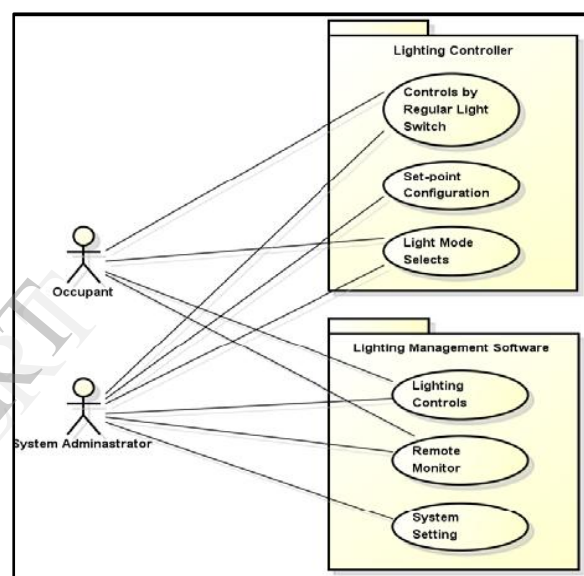 Lighting Controller
Controls by
Regular Light
Switch
Set-point
Configuration
Light Mode
Selects
Occupant
Lighting Management Software
Lighting
Controls
System Adminastrator
Remote
Monitor
System
Setting